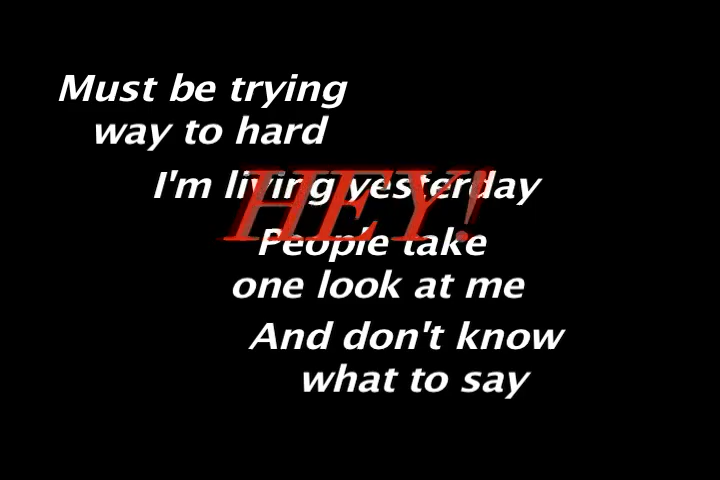 Must be trying
way to hard
I'm living yesterday
HEY!
People take
one look at me
And don't know
what to say